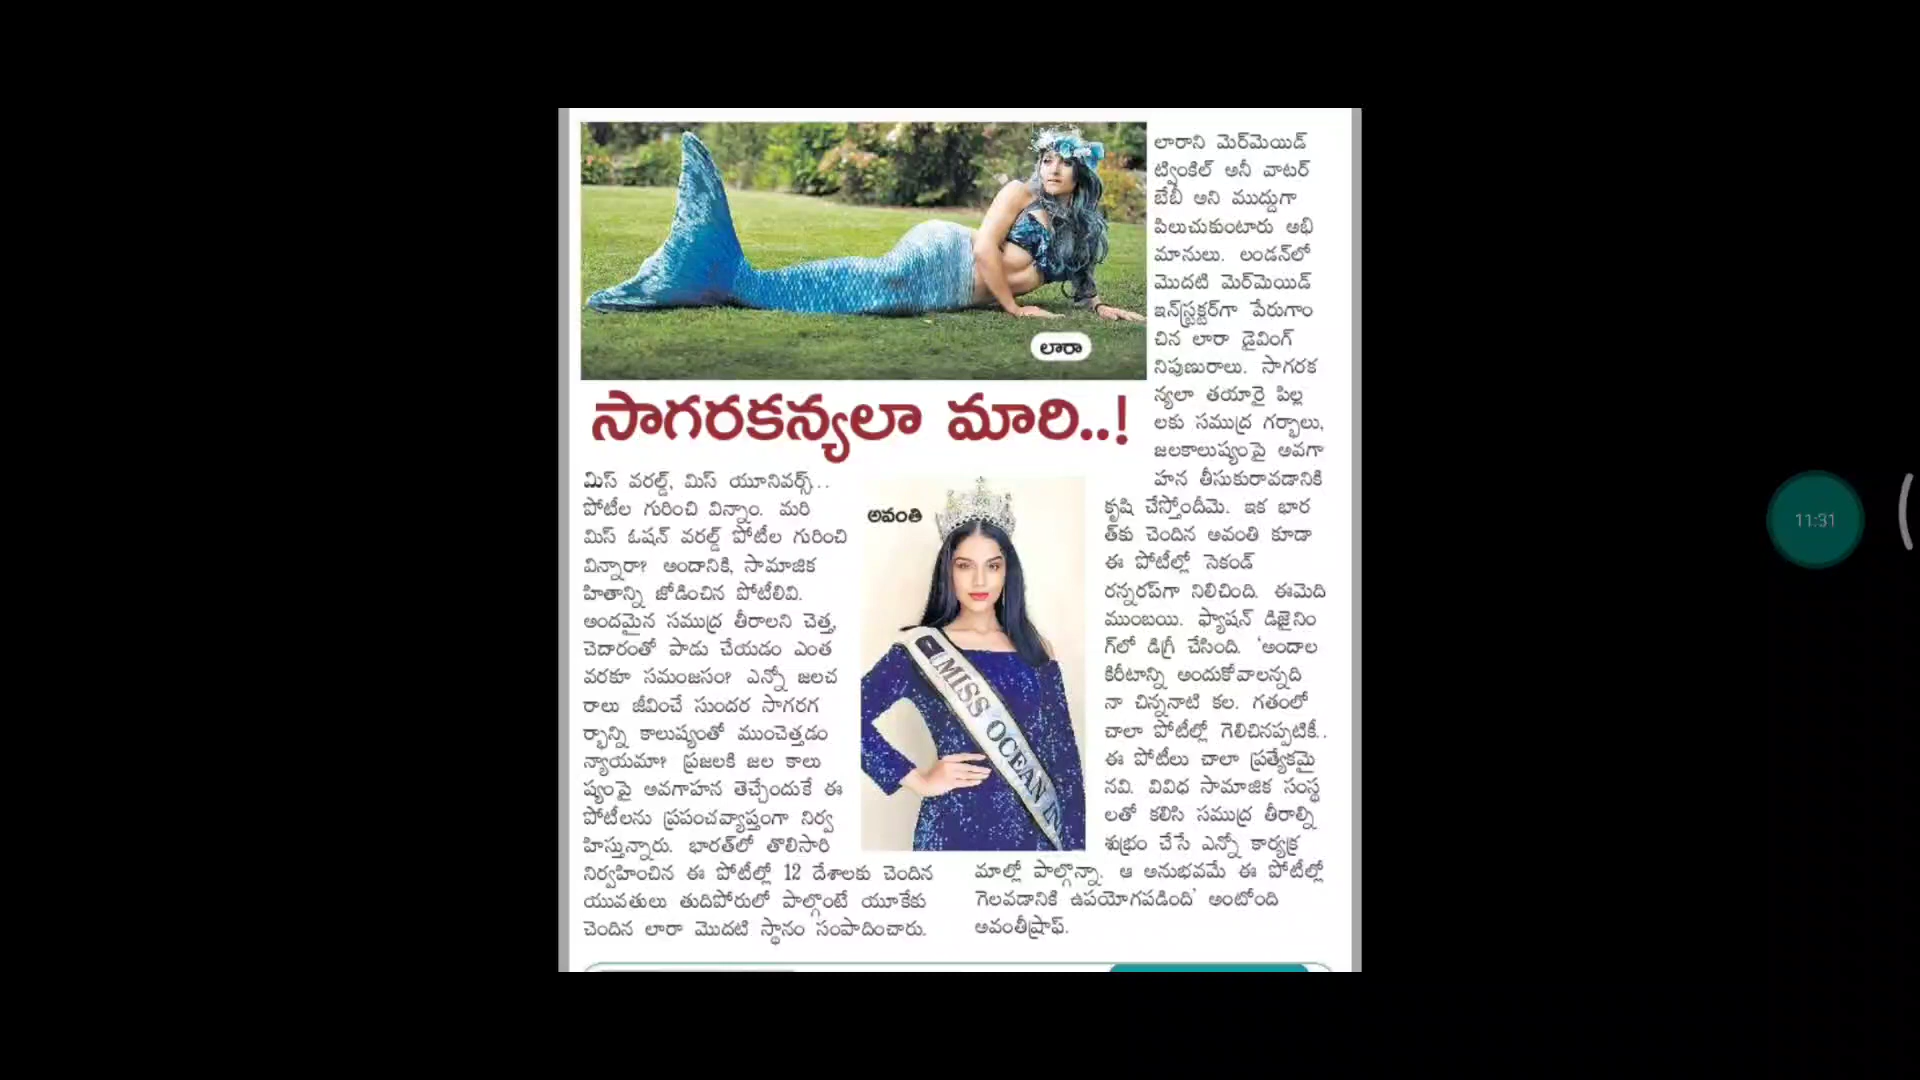 లారా
సాగరకన్యలా మారి..!
మిస్ వరల్డ్, మిస్ యూనివర్స్...
పోటీల గురించి విన్నాం. మరి
మిస్ ఓషన్ వరల్డ్ పోటీల గురించి
విన్నారా? అందానికి, సామాజిక
హితాన్ని జోడించిన పోటీలివి.
అందమైన సముద్ర తీరాలని చెత్త,
చెదారంతో పాడు చేయడం ఎంత
వరకూ సమంజసం? ఎన్నో జలచ
రాలు జీవించే సుందర సాగరగ
ర్భాన్ని కాలుష్యంతో ముంచెత్తడం
న్యాయమా? ప్రజలకి జల కాలు
ష్యంపై అవగాహన తెచ్చేందుకే ఈ
పోటీలను ప్రపంచవ్యాప్తంగా నిర్వ
హిస్తున్నారు. భారత్‌లో తొలిసారి
నిర్వహించిన ఈ పోటీల్లో 12 దేశాలకు చెందిన
యువతులు తుదిపోరులో పాల్గొంటే యూకేకు
చెందిన లారా మొదటి స్థానం సంపాదించారు.
అవంతి
MISS OCEAN IN
లారాని మెర్‌మెయిడ్
ట్వింకిల్ అనీ వాటర్
బేబీ అని ముద్దుగా
పిలుచుకుంటారు అభి
మానులు. లండన్‌లో
మొదటి మెర్‌మెయిడ్
ఇన్‌స్ట్రక్టర్‌గా పేరుగాం
చిన లారా డైవింగ్
నిపుణురాలు. సాగరక
న్యలా తయారై పిల్ల
లకు సముద్ర గర్భాలు,
జలకాలుష్యంపై అవగా
హన తీసుకురావడానికి
కృషి చేస్తోందీమె. ఇక భార
త్‌కు చెందిన అవంతి కూడా
ఈ పోటీల్లో సెకండ్
రన్నరప్‌గా నిలిచింది. ఈమెది
ముంబయి. ఫ్యాషన్ డిజైనిం
గ్‌లో డిగ్రీ చేసింది. 'అందాల
కిరీటాన్ని అందుకోవాలన్నది
నా చిన్ననాటి కల. గతంలో
చాలా పోటీల్లో గెలిచినప్పటికీ..
ఈ పోటీలు చాలా ప్రత్యేకమై
నవి. వివిధ సామాజిక సంస్థ
లతో కలిసి సముద్ర తీరాల్ని
శుభ్రం చేసే ఎన్నో కార్యక్ర
మాల్లో పాల్గొన్నా. ఆ అనుభవమే ఈ పోటీల్లో
గెలవడానికి ఉపయోగపడింది' అంటోంది
అవంతీష్రాఫ్.
11:31